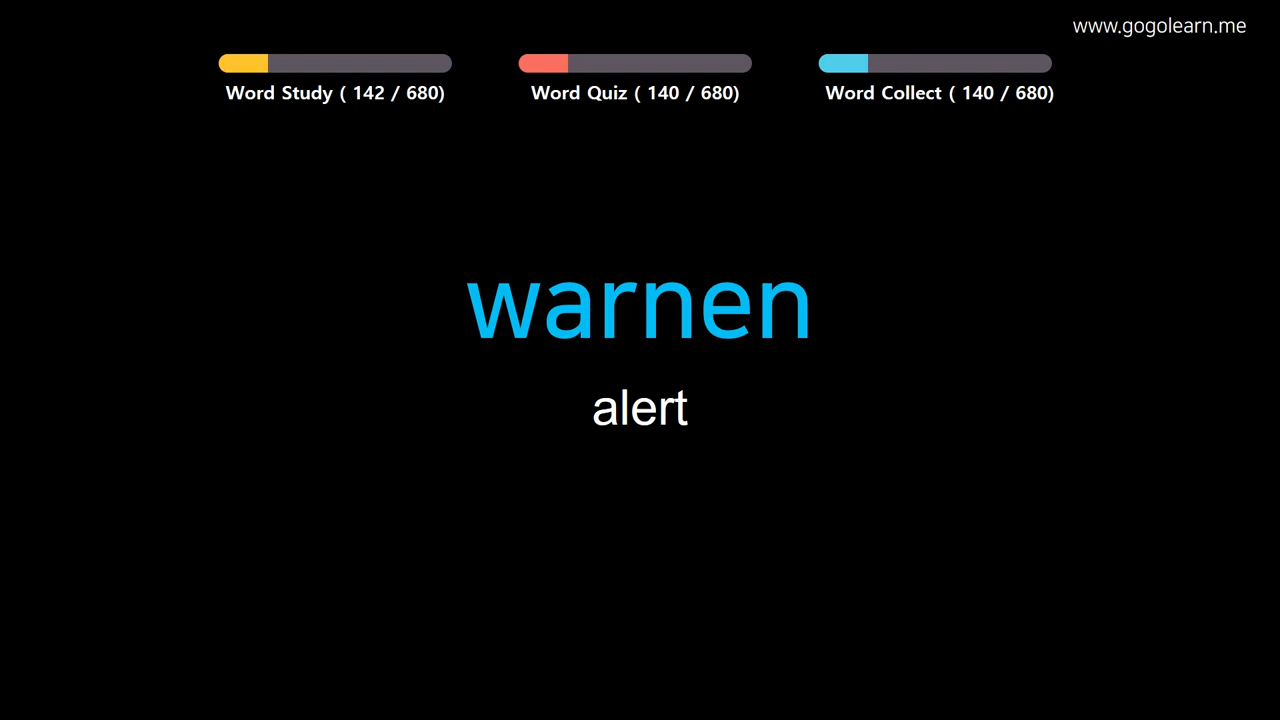 www.gogolearn.me
Word Study ( 142 / 680)
Word Quiz ( 140 / 680)
Word Collect ( 140 / 680)
warnen
alert